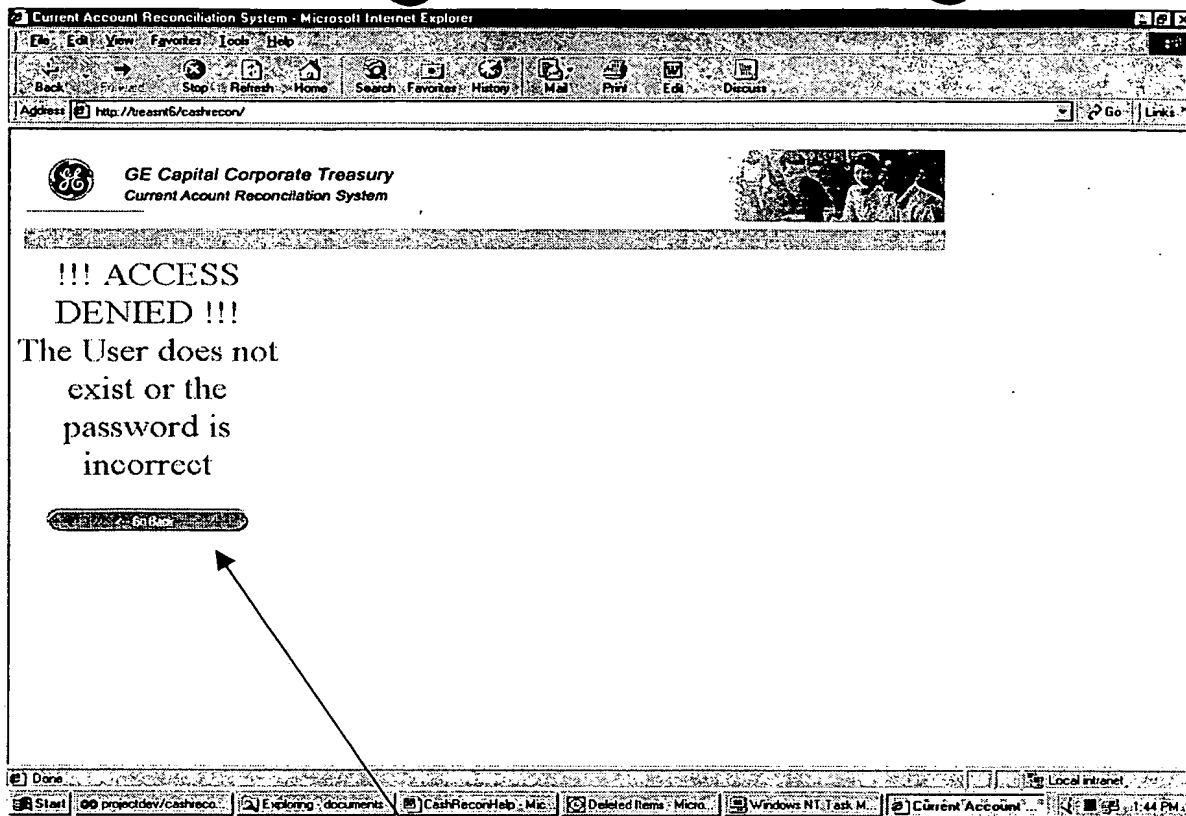 Current Account Reconciliation System - Microsoft Internet Explorer
File Edit View Favorites Tools Help
Back Forward Stop Refresh Home Search Favorites History Mail Print Edit Discuss
Address http://treasnt6/cashrecon/ Go Links »
GE Capital Corporate Treasury
Current Acount Reconciliation System
!!! ACCESS
DENIED !!!
The User does not
exist or the
password is
incorrect
<- Go Back
Done Local intranet
Start projectdev/cashreco... Exploring - documents CashReconHelp - Mic... Deleted Items - Micro... Windows NT Task M... Current Account ... 1:44 PM